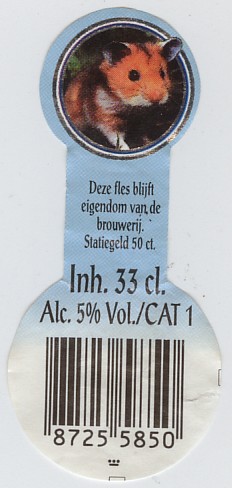 Deze fles blijft
eigendom van de
brouwerij.
Statiegeld 50 ct.
Inh. 33 cl.
Alc. 5% Vol./CAT 1
8725 5850